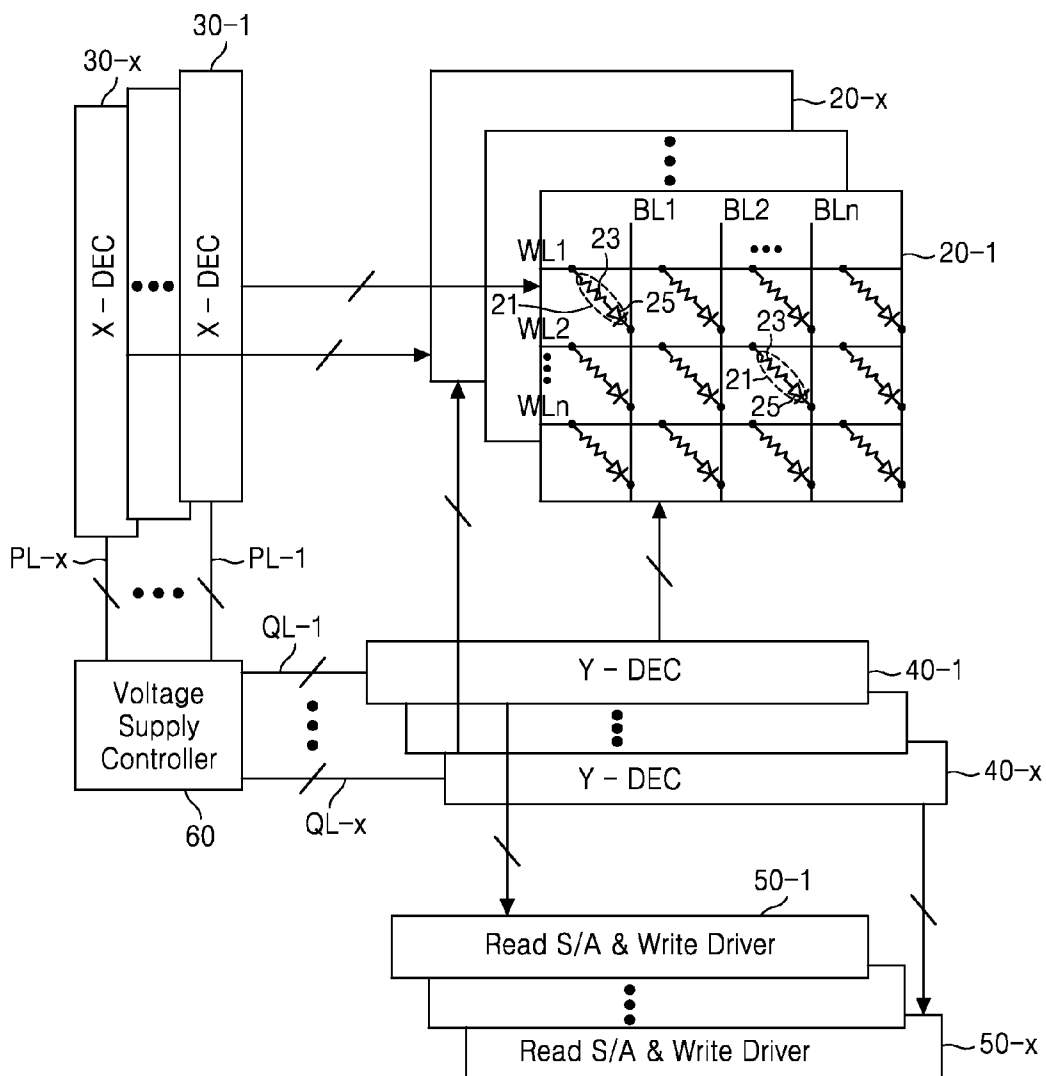 30-1
30-x
20-x
X-DEC
X-DEC
BL1 BL2 BLn
20-1
WL1
23
21
25
WL2
23
21
25
WLn
PL-x
PL-1
QL-1
Y-DEC
40-1
Voltage
Supply
Controller
Y-DEC
40-x
60
QL-x
50-1
Read S/A & Write Driver
Read S/A & Write Driver
50-x